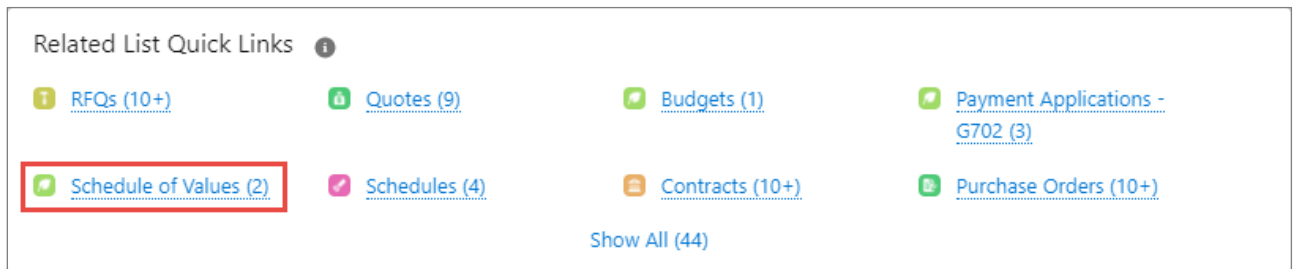 Related List Quick Links
RFQs (10+)
Quotes (9)
Budgets (1)
Payment Applications -
G702 (3)
Schedule of Values (2)
Schedules (4)
Contracts (10+)
Purchase Orders (10+)
Show All (44)